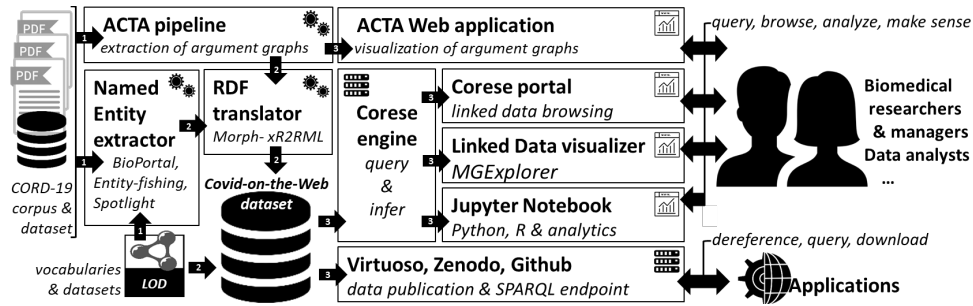 PDF
PDF
PDF
CORD-19
corpus &
dataset
1
ACTA pipeline
extraction of argument graphs
3
ACTA Web application
visualization of argument graphs
query, browse, analyze, make sense
2
1
Named
Entity
extractor
BioPortal,
Entity-fishing,
Spotlight
2
RDF
translator
Morph- xR2RML
2
Corese
engine
query
&
infer
3
Corese portal
linked data browsing
3
Linked Data visualizer
MGExplorer
3
Jupyter Notebook
Python, R & analytics
Biomedical
researchers
& managers
Data analysts
...
Covid-on-the-Web
dataset
3
1
vocabularies
& datasets
LOD
2
3
Virtuoso, Zenodo, Github
data publication & SPARQL endpoint
dereference, query, download
Applications